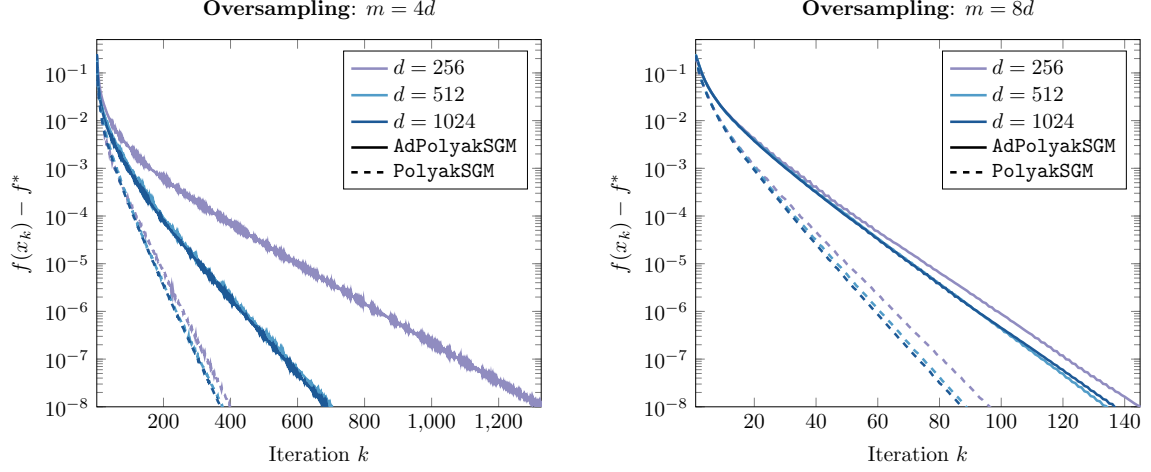 Oversampling: m = 4d
10⁻¹
10⁻²
10⁻³
10⁻⁴
10⁻⁵
10⁻⁶
10⁻⁷
10⁻⁸
f(xₖ) − f*
d = 256
d = 512
d = 1024
AdPolyakSGM
PolyakSGM
200 400 600 800 1,000 1,200
Iteration k
Oversampling: m = 8d
10⁻¹
10⁻²
10⁻³
10⁻⁴
10⁻⁵
10⁻⁶
10⁻⁷
10⁻⁸
f(xₖ) − f*
d = 256
d = 512
d = 1024
AdPolyakSGM
PolyakSGM
20 40 60 80 100 120 140
Iteration k